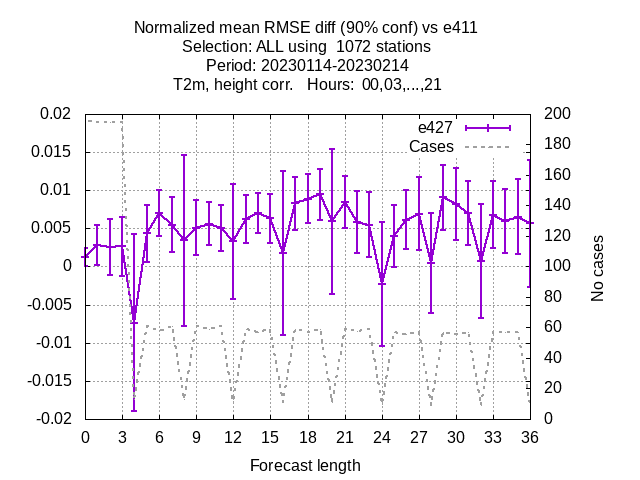 Normalized mean RMSE diff (90% conf) vs e411
Selection: ALL using  1072 stations
Period: 20230114-20230214
T2m, height corr.   Hours:  00,03,...,21
e427
Cases
0.02
0.015
0.01
0.005
0
-0.005
-0.01
-0.015
-0.02
200
180
160
140
120
100
80
60
40
20
0
No cases
0 3 6 9 12 15 18 21 24 27 30 33 36
Forecast length